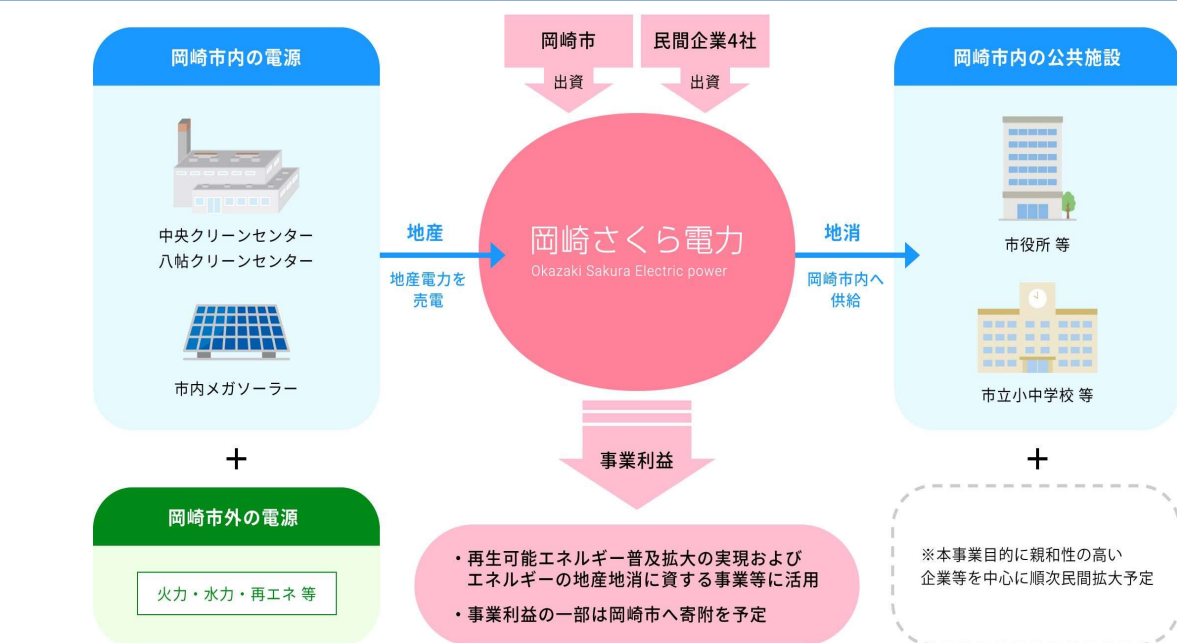 岡崎市内の電源
中央クリーンセンター
八帖クリーンセンター
市内メガソーラー
+
岡崎市外の電源
火力・水力・再エネ 等
地産
地産電力を
売電
岡崎市
出資
民間企業4社
出資
岡崎さくら電力
Okazaki Sakura Electric power
事業利益
・再生可能エネルギー普及拡大の実現および
エネルギーの地産地消に資する事業等に活用
・事業利益の一部は岡崎市へ寄附を予定
地消
岡崎市内へ
供給
岡崎市内の公共施設
市役所 等
市立小中学校 等
+
※本事業目的に親和性の高い
企業等を中心に順次民間拡大予定